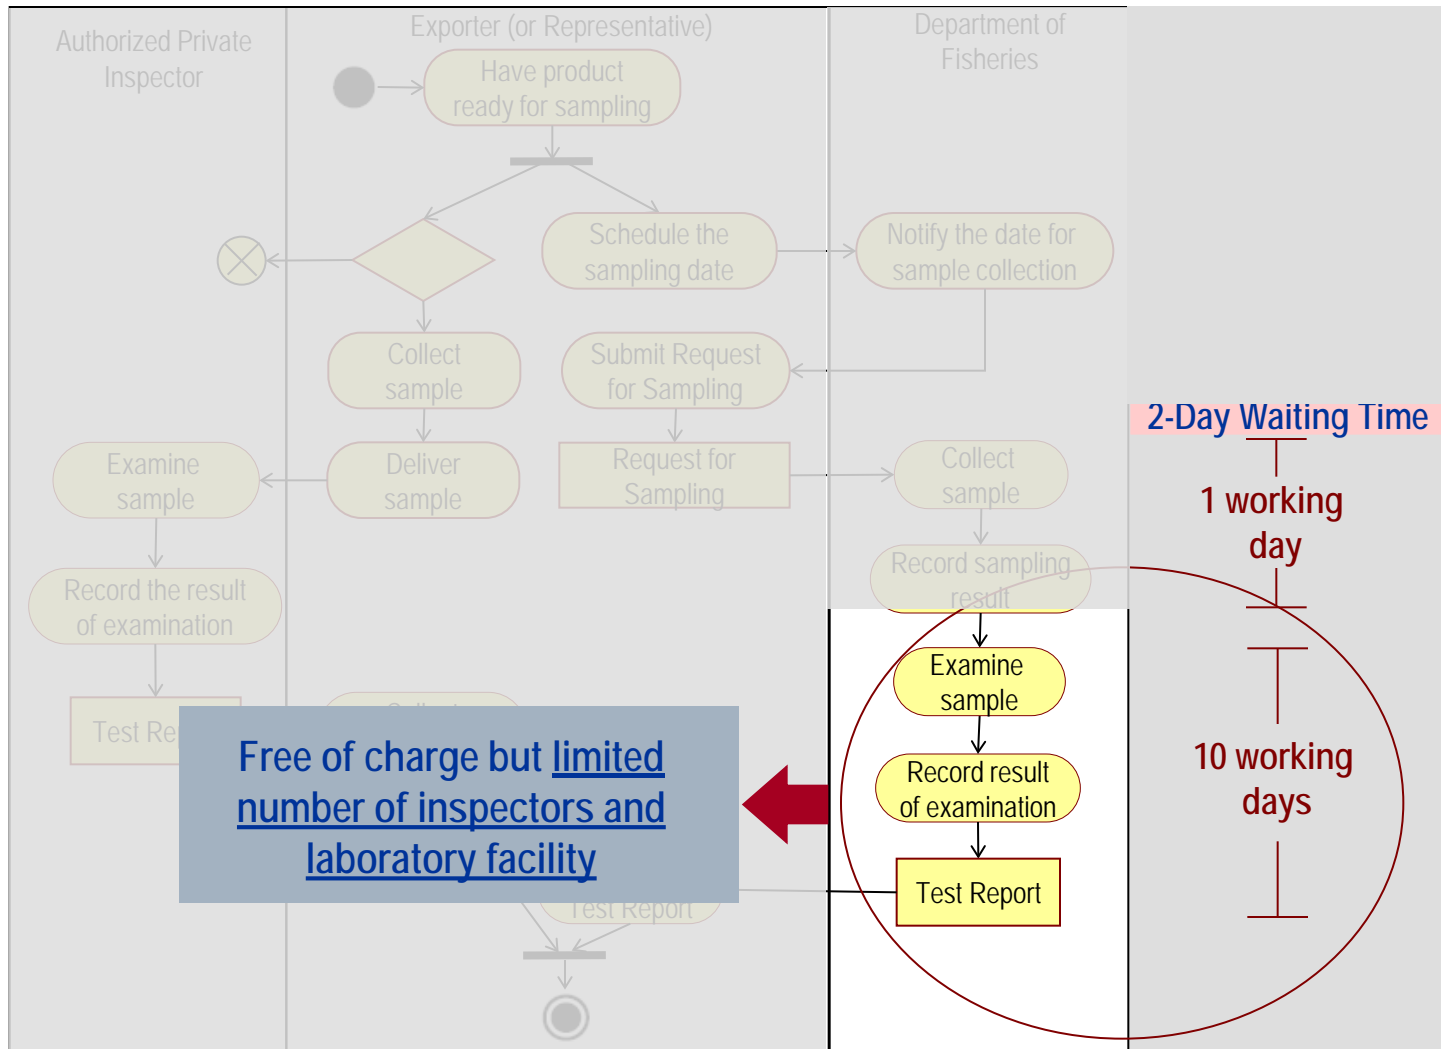 Authorized Private
Inspector
Exporter (or Representative)
Department of
Fisheries
Have product
ready for sampling
Schedule the
sampling date
Notify the date for
sample collection
Collect
sample
Submit Request
for Sampling
2-Day Waiting Time
Examine
sample
Deliver
sample
Request for
Sampling
Collect
sample
1 working
day
Record the result
of examination
Record sampling
result
Examine
sample
Test Rep
Free of charge but limited
number of inspectors and
laboratory facility
Record result
of examination
10 working
days
Test Report
Test Report